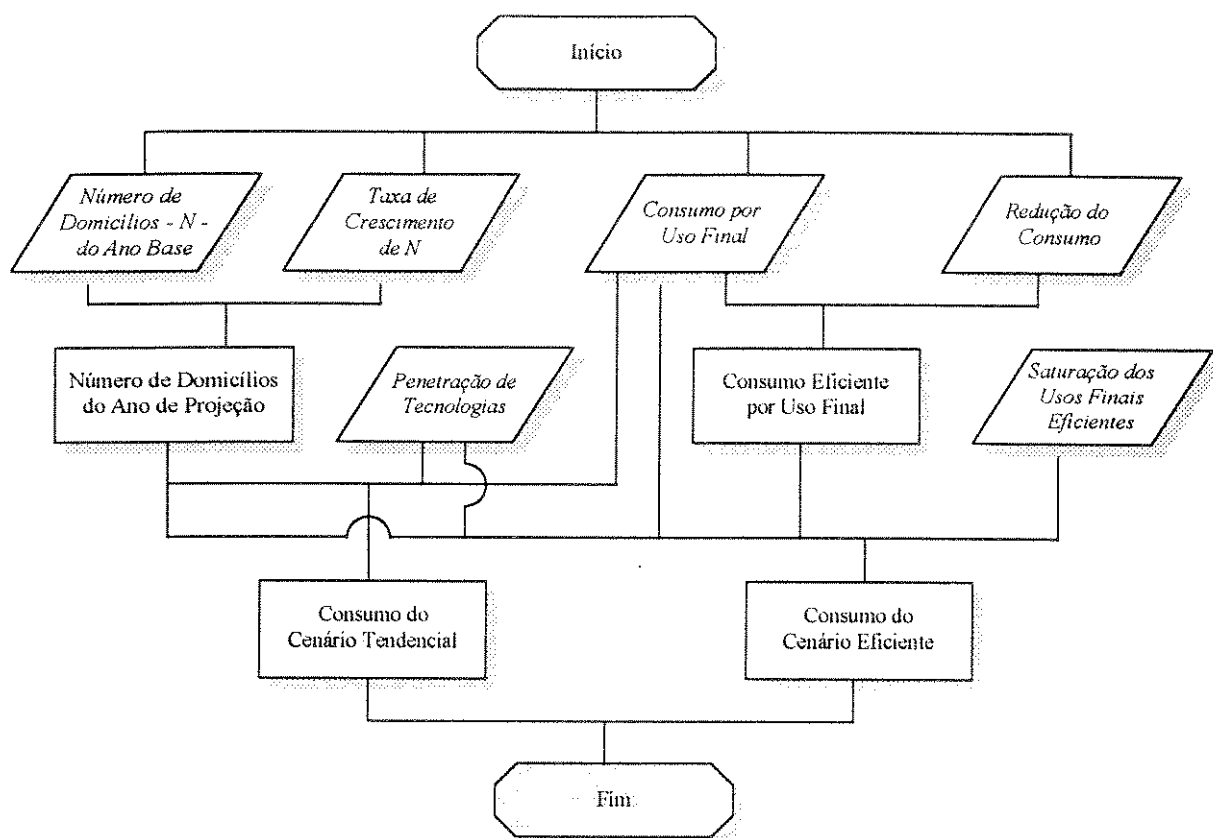 Início
Número de
Domicílios - N -
do Ano Base
Taxa de
Crescimento
de N
Consumo por
Uso Final
Redução do
Consumo
Número de Domicílios
do Ano de Projeção
Penetração de
Tecnologias
Consumo Eficiente
por Uso Final
Saturação dos
Usos Finais
Eficientes
Consumo do
Cenário Tendencial
Consumo do
Cenário Eficiente
Fim